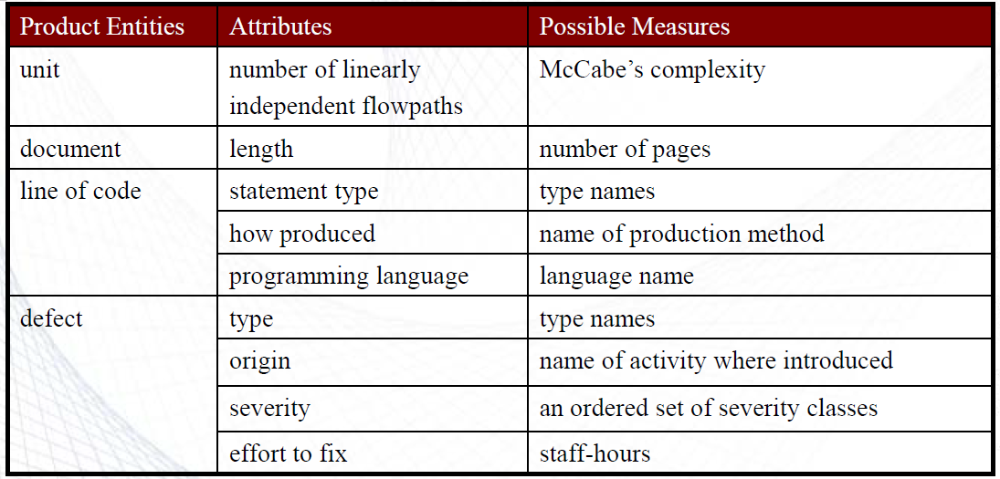 Product Entities Attributes Possible Measures
unit number of linearly McCabe’s complexity
independent flowpaths
document length number of pages
line of code statement type type names
how produced name of production method
programming language language name
defect type type names
origin name of activity where introduced
severity an ordered set of severity classes
effort to fix staff-hours